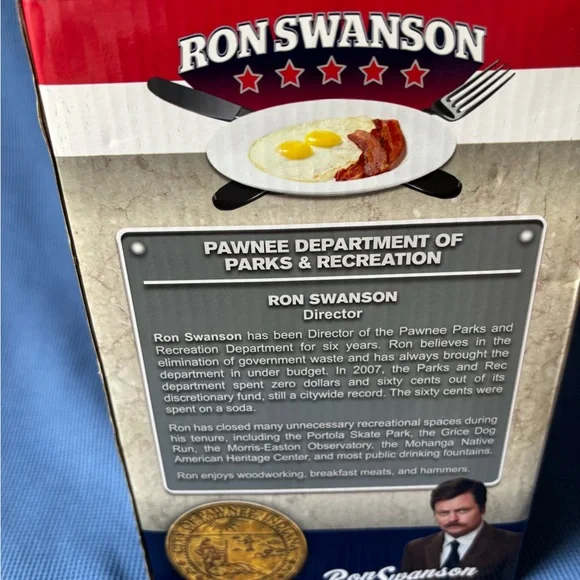 RON SWANSON
PAWNEE DEPARTMENT OF
PARKS & RECREATION
RON SWANSON
Director
Ron Swanson has been Director of the Pawnee Parks and
Recreation Department for six years. Ron believes in the
elimination of government waste and has always brought the
department in under budget. In 2007, the Parks and Rec
department spent zero dollars and sixty cents out of its
discretionary fund, still a citywide record. The sixty cents were
spent on a soda.
Ron has closed many unnecessary recreational spaces during
his tenure, including the Portola Skate Park, the Grice Dog
Run, the Morris-Easton Observatory, the Mohanga Native
American Heritage Center, and most public drinking fountains.
Ron enjoys woodworking, breakfast meats, and hammers.
Ron Swanson